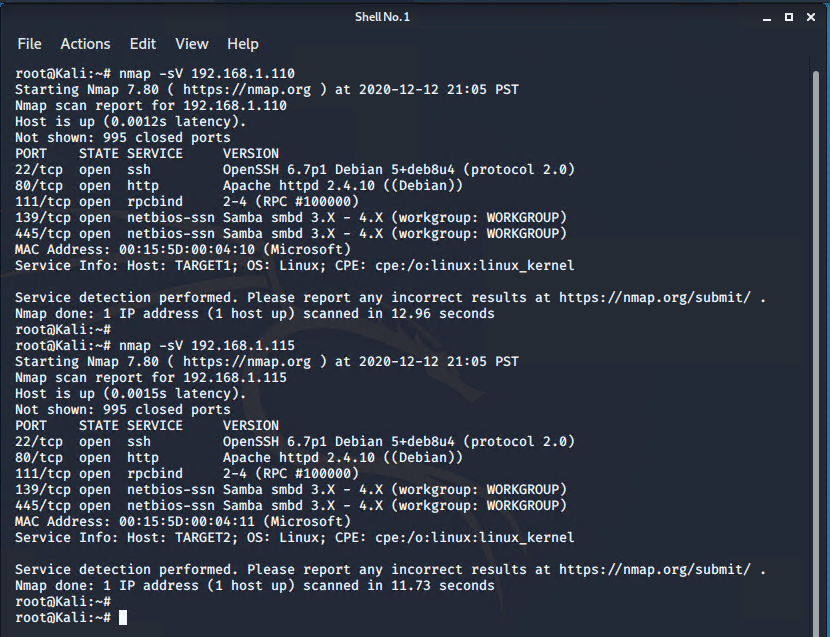 Shell No. 1
File Actions Edit View Help
root@Kali:~# nmap -sV 192.168.1.110
Starting Nmap 7.80 ( https://nmap.org ) at 2020-12-12 21:05 PST
Nmap scan report for 192.168.1.110
Host is up (0.0012s latency).
Not shown: 995 closed ports
PORT    STATE SERVICE     VERSION
22/tcp  open  ssh         OpenSSH 6.7p1 Debian 5+deb8u4 (protocol 2.0)
80/tcp  open  http        Apache httpd 2.4.10 ((Debian))
111/tcp open  rpcbind     2-4 (RPC #100000)
139/tcp open  netbios-ssn Samba smbd 3.X - 4.X (workgroup: WORKGROUP)
445/tcp open  netbios-ssn Samba smbd 3.X - 4.X (workgroup: WORKGROUP)
MAC Address: 00:15:5D:00:04:10 (Microsoft)
Service Info: Host: TARGET1; OS: Linux; CPE: cpe:/o:linux:linux_kernel

Service detection performed. Please report any incorrect results at https://nmap.org/submit/ .
Nmap done: 1 IP address (1 host up) scanned in 12.96 seconds
root@Kali:~#
root@Kali:~# nmap -sV 192.168.1.115
Starting Nmap 7.80 ( https://nmap.org ) at 2020-12-12 21:05 PST
Nmap scan report for 192.168.1.115
Host is up (0.0015s latency).
Not shown: 995 closed ports
PORT    STATE SERVICE     VERSION
22/tcp  open  ssh         OpenSSH 6.7p1 Debian 5+deb8u4 (protocol 2.0)
80/tcp  open  http        Apache httpd 2.4.10 ((Debian))
111/tcp open  rpcbind     2-4 (RPC #100000)
139/tcp open  netbios-ssn Samba smbd 3.X - 4.X (workgroup: WORKGROUP)
445/tcp open  netbios-ssn Samba smbd 3.X - 4.X (workgroup: WORKGROUP)
MAC Address: 00:15:5D:00:04:11 (Microsoft)
Service Info: Host: TARGET2; OS: Linux; CPE: cpe:/o:linux:linux_kernel

Service detection performed. Please report any incorrect results at https://nmap.org/submit/ .
Nmap done: 1 IP address (1 host up) scanned in 11.73 seconds
root@Kali:~#
root@Kali:~#